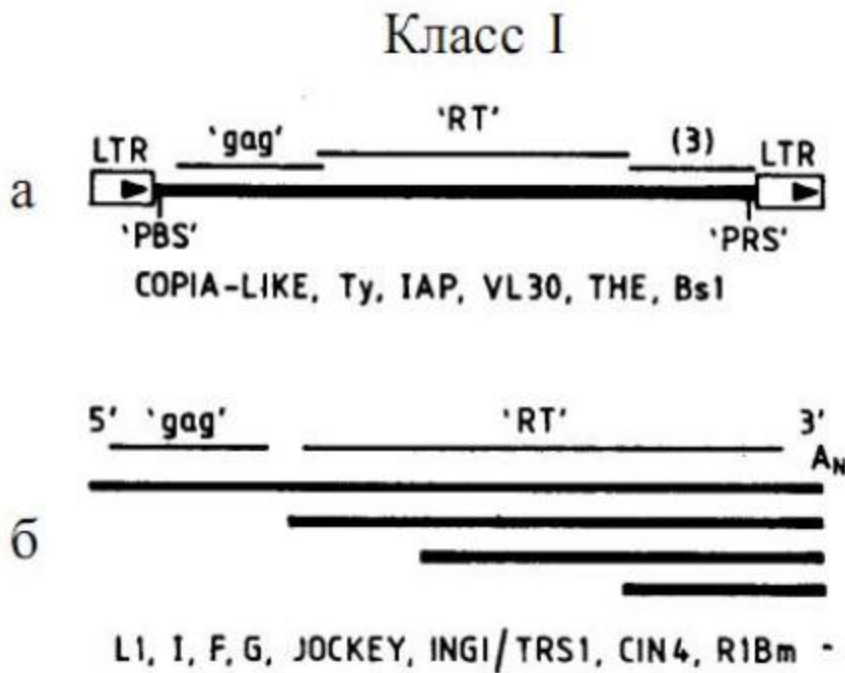 Класс I
'gag' 'RT' (3)
LTR LTR
а
'PBS' 'PRS'
COPIA-LIKE, Ty, IAP, VL30, THE, Bs1
5' 'gag' 'RT' 3'
AN
б
L1, I, F, G, JOCKEY, INGI/TRS1, CIN4, R1Bm -